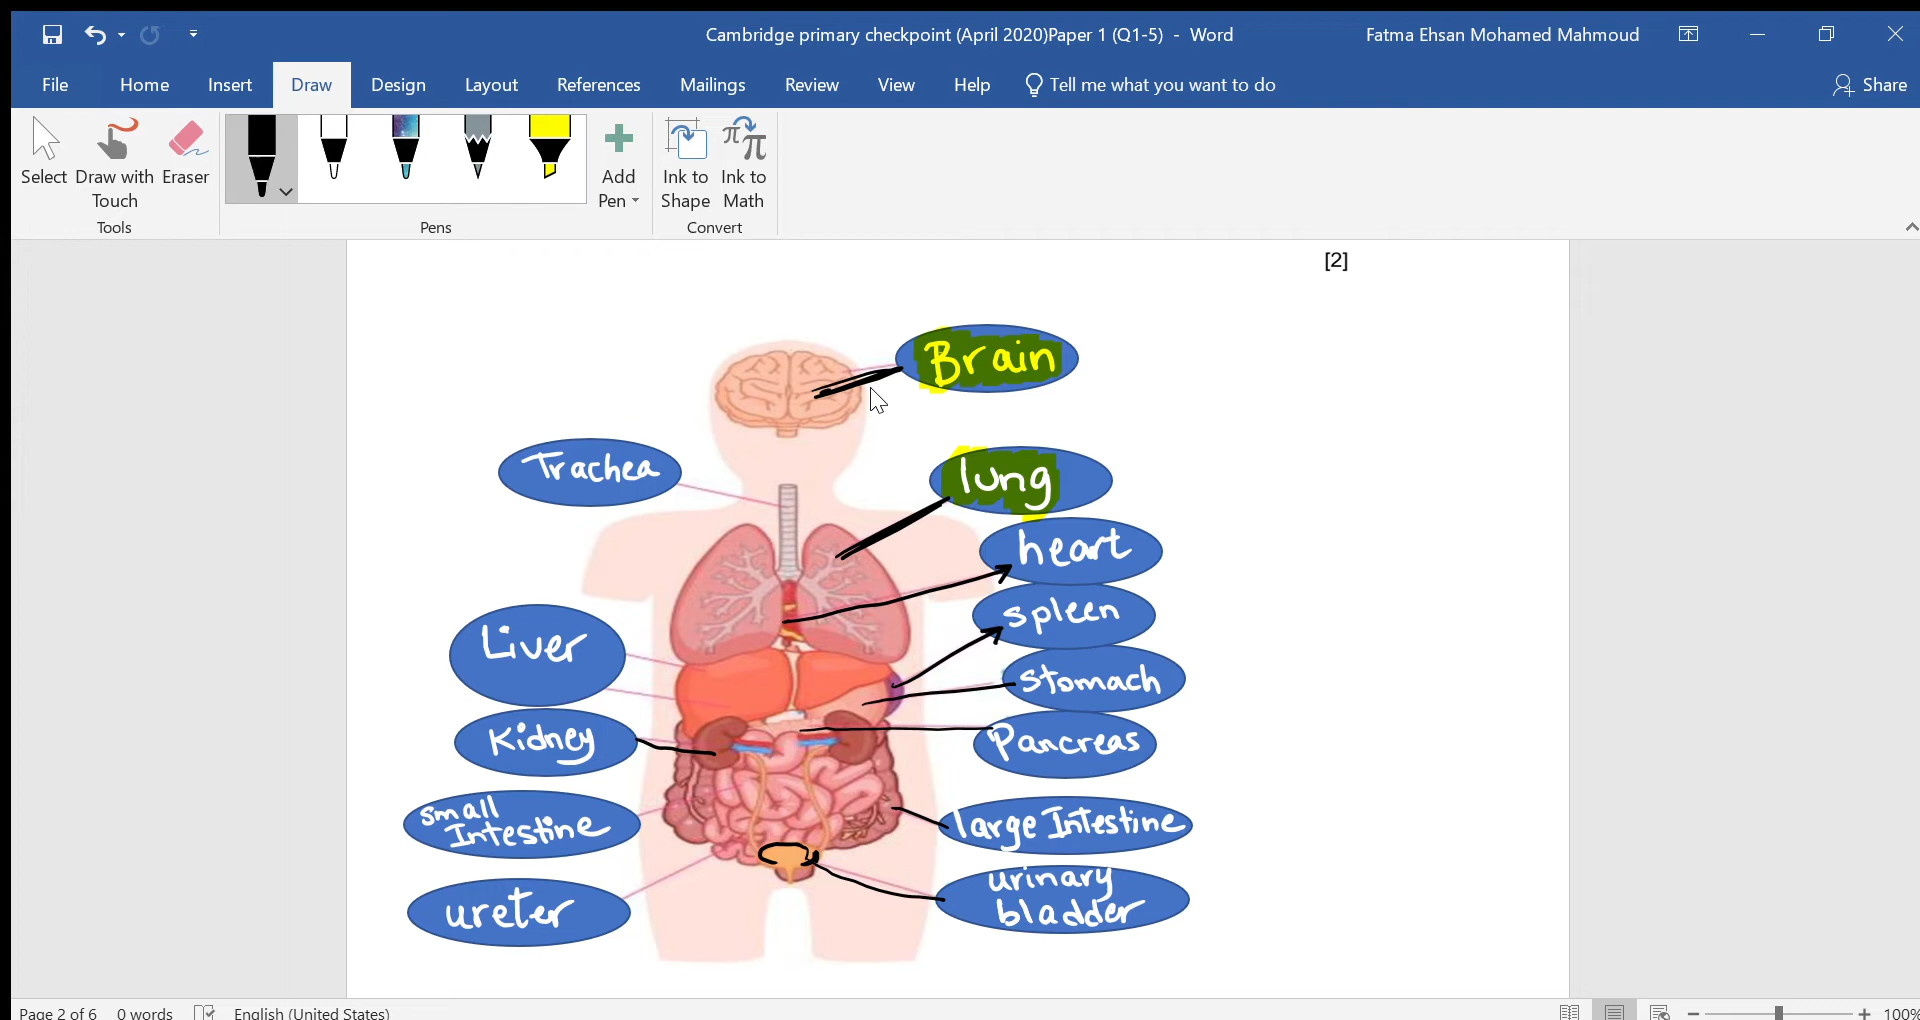 Cambridge primary checkpoint (April 2020)Paper 1 (Q1-5) - Word
Fatma Ehsan Mohamed Mahmoud
File Home Insert Draw Design Layout References Mailings Review View Help Tell me what you want to do Share
Select Draw with Touch Eraser
Add Pen
Ink to Shape Ink to Math
Tools Pens Convert
[2]
Brain
Trachea
lung
heart
spleen
Liver
stomach
Kidney
Pancreas
small
Intestine
large Intestine
ureter
urinary
bladder
Page 2 of 6 0 words English (United States) 100%